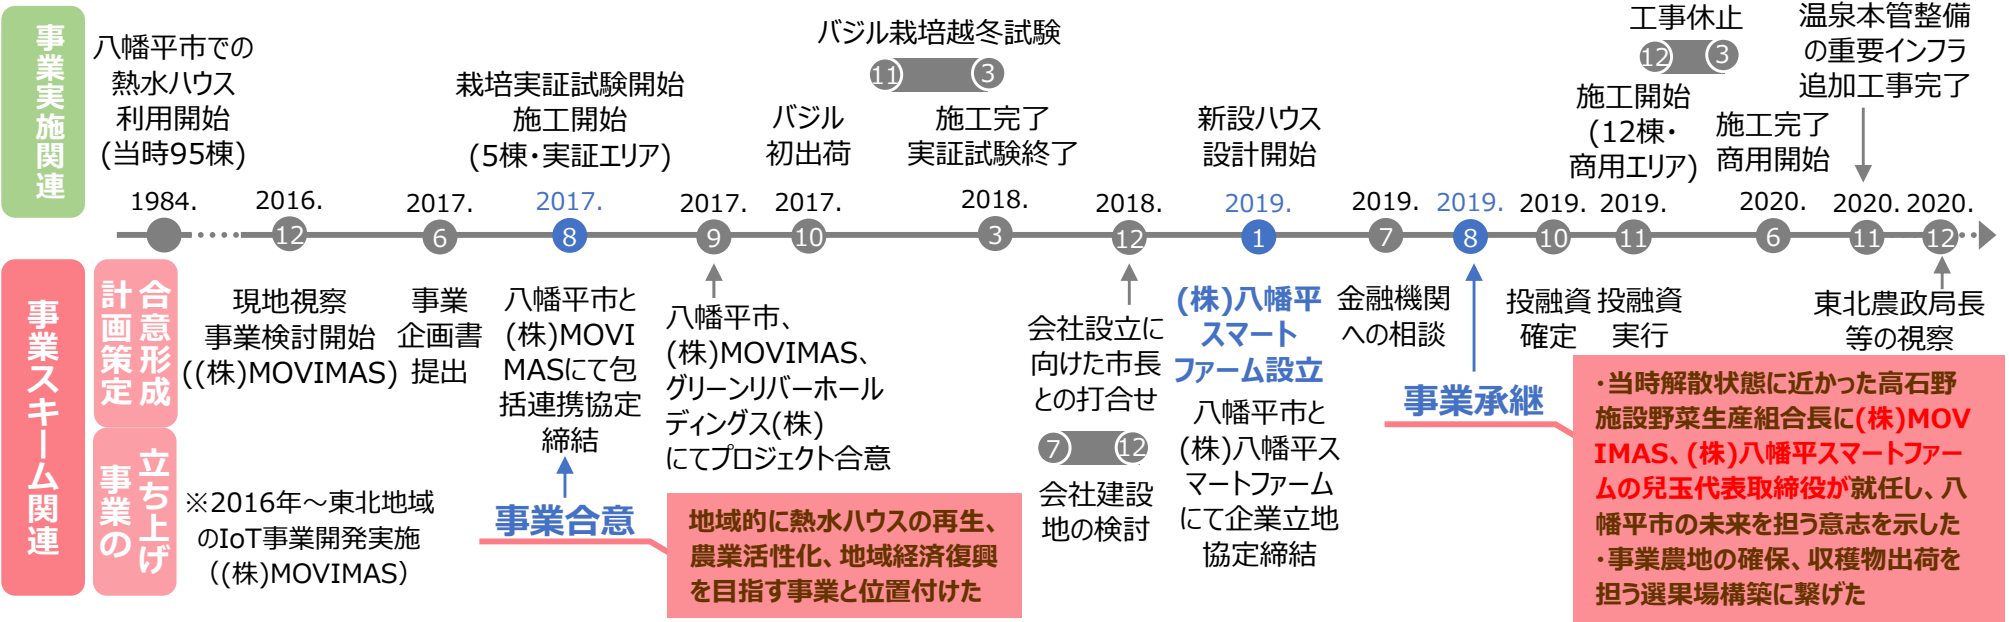 事業実施関連
八幡平市での
熱水ハウス
利用開始
(当時95棟)
栽培実証試験開始
施工開始
(5棟・実証エリア)
バジル
初出荷
バジル栽培越冬試験
11 3
施工完了
実証試験終了
新設ハウス
設計開始
工事休止
12 3
施工開始
(12棟・
商用エリア)
施工完了
商用開始
温泉本管整備
の重要インフラ
追加工事完了
1984. 2016. 2017. 2017. 2017. 2017. 2018. 2018. 2019. 2019. 2019. 2019. 2019. 2020. 2020. 2020.
12 6 8 9 10 3 12 1 7 8 10 11 6 11 12
事業スキーム関連
合意形成
計画策定
立ち上げ
事業の
現地視察
事業検討開始
((株)MOVIMAS)
事業
企画書
提出
八幡平市と
(株)MOVI
MASにて包
括連携協定
締結
事業合意
八幡平市、
(株)MOVIMAS、
グリーンリバーホール
ディングス(株)
にてプロジェクト合意
会社設立に
向けた市長
との打合せ
7 12
会社建設
地の検討
(株)八幡平
スマート
ファーム設立
八幡平市と
(株)八幡平ス
マートファーム
にて企業立地
協定締結
金融機関
への相談
事業承継
投融資
確定
投融資
実行
東北農政局長
等の視察
※2016年～東北地域
のIoT事業開発実施
（(株)MOVIMAS）
地域的に熱水ハウスの再生、
農業活性化、地域経済復興
を目指す事業と位置付けた
・当時解散状態に近かった高石野
施設野菜生産組合長に(株)MOV
IMAS、(株)八幡平スマートファー
ムの兒玉代表取締役が就任し、八
幡平市の未来を担う意志を示した
・事業農地の確保、収穫物出荷を
担う選果場構築に繋げた